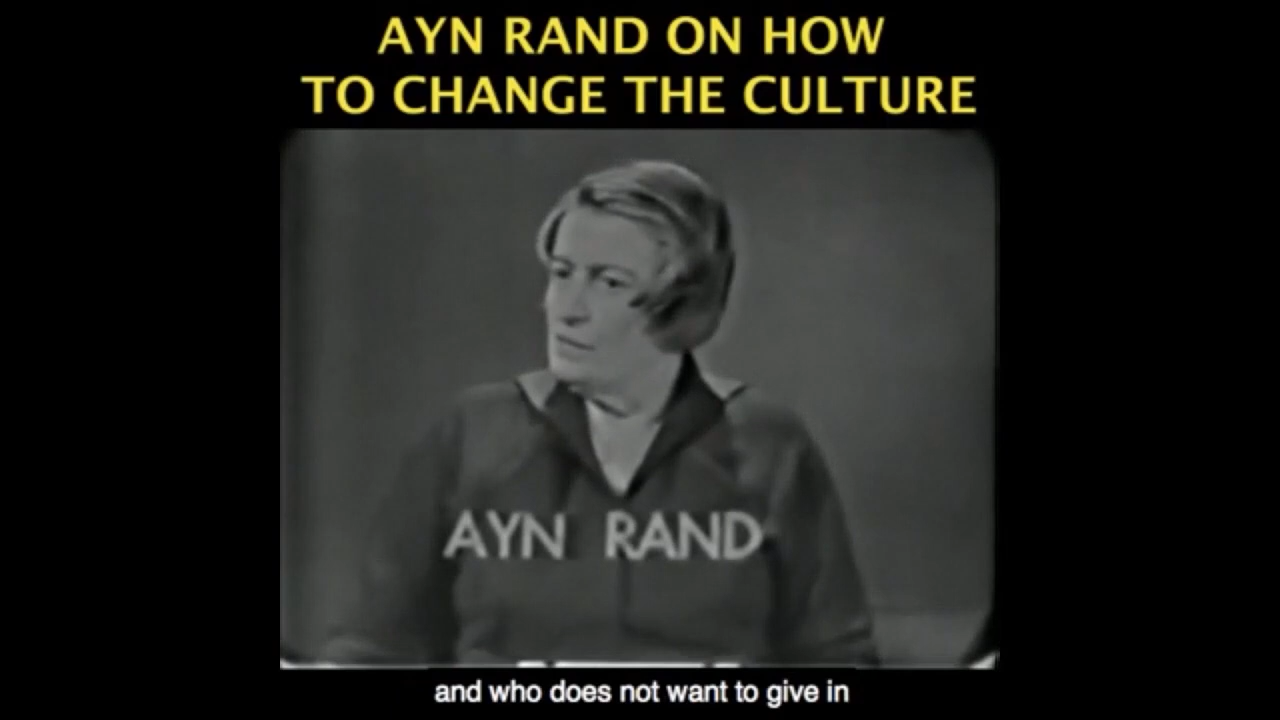 AYN RAND ON HOW
TO CHANGE THE CULTURE
AYN RAND
and who does not want to give in